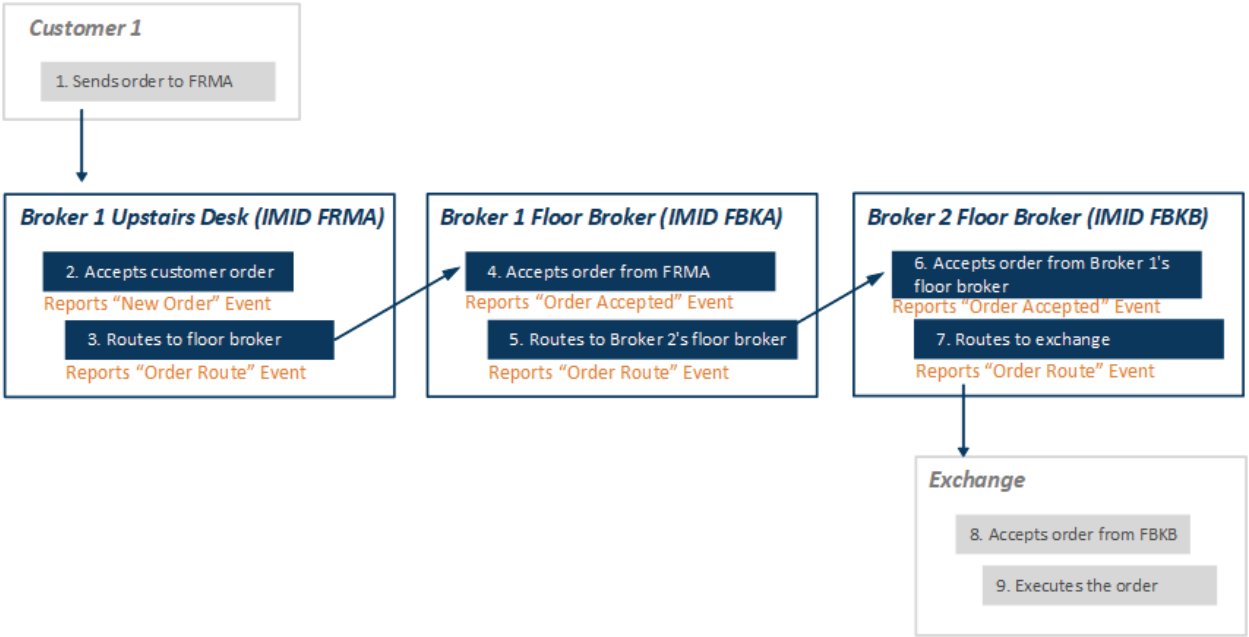 Customer 1
1. Sends order to FRMA
Broker 1 Upstairs Desk (IMID FRMA)
2. Accepts customer order
Reports “New Order” Event
3. Routes to floor broker
Reports “Order Route” Event
Broker 1 Floor Broker (IMID FBKA)
4. Accepts order from FRMA
Reports “Order Accepted” Event
5. Routes to Broker 2's floor broker
Reports “Order Route” Event
Broker 2 Floor Broker (IMID FBKB)
6. Accepts order from Broker 1's
floor broker
Reports “Order Accepted” Event
7. Routes to exchange
Reports “Order Route” Event
Exchange
8. Accepts order from FBKB
9. Executes the order